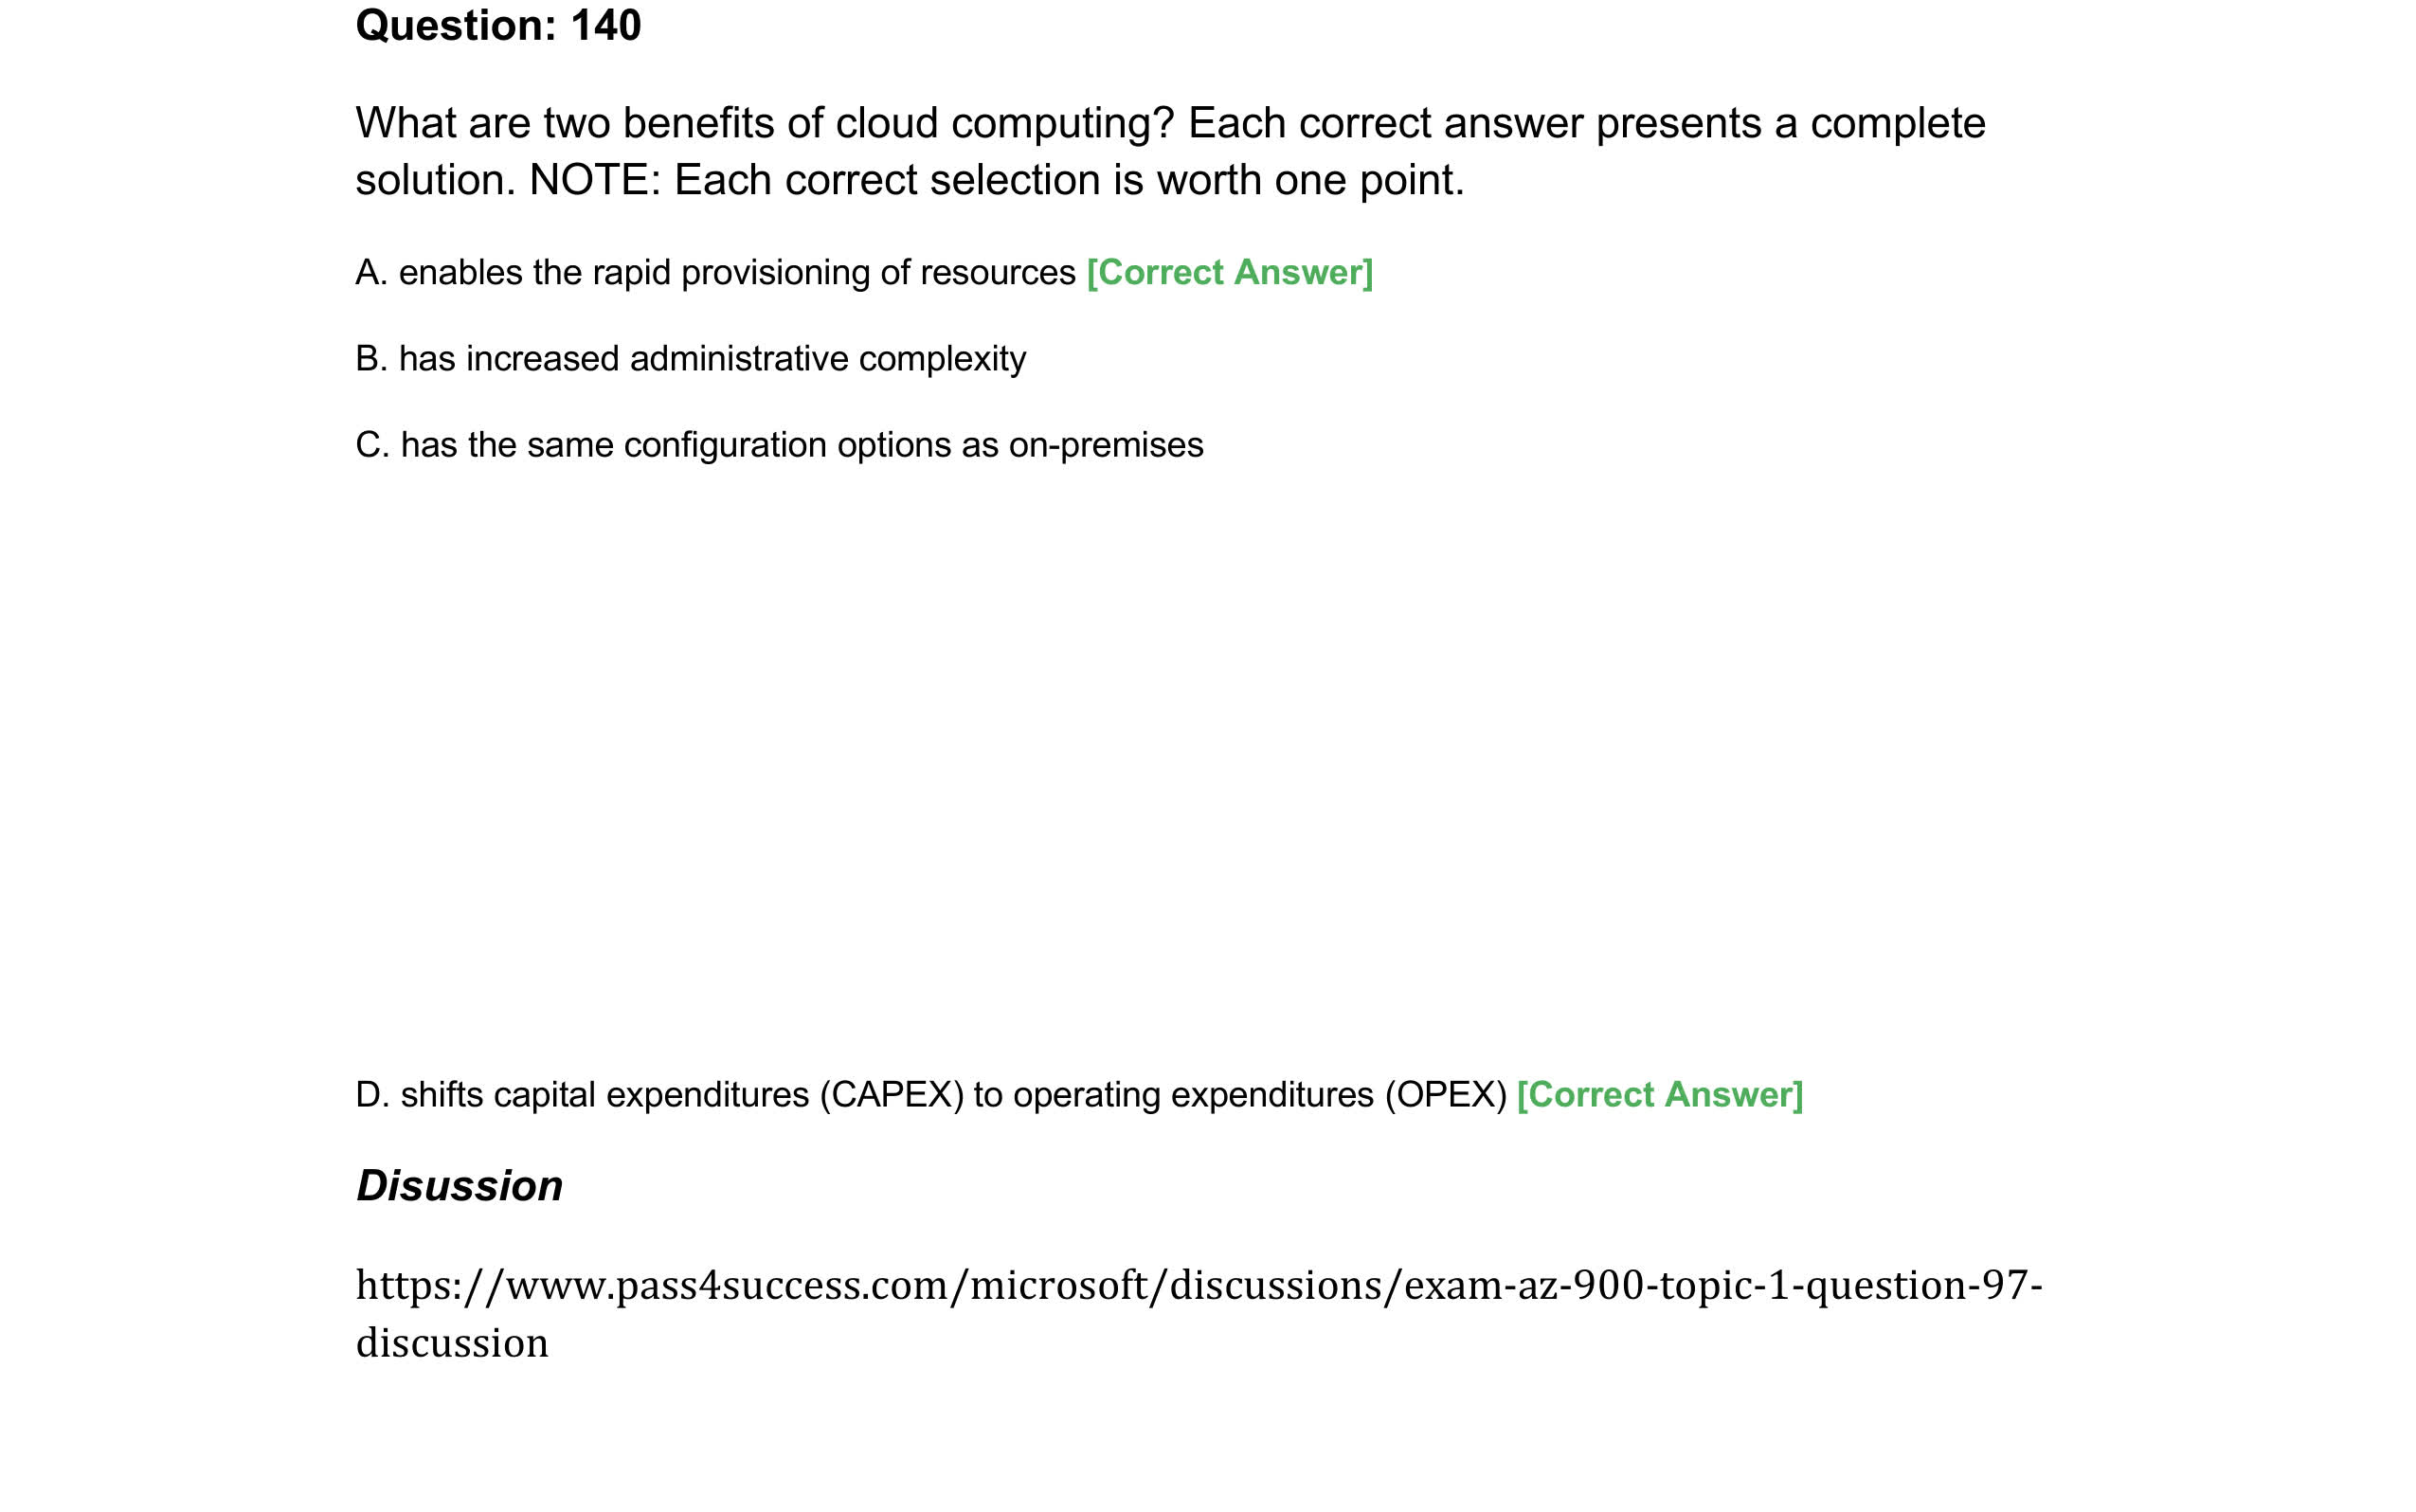 Question: 140
What are two benefits of cloud computing? Each correct answer presents a complete
solution. NOTE: Each correct selection is worth one point.
A. enables the rapid provisioning of resources [Correct Answer]
B. has increased administrative complexity
C. has the same configuration options as on-premises
D. shifts capital expenditures (CAPEX) to operating expenditures (OPEX) [Correct Answer]
Disussion
https://www.pass4success.com/microsoft/discussions/exam-az-900-topic-1-question-97-
discussion